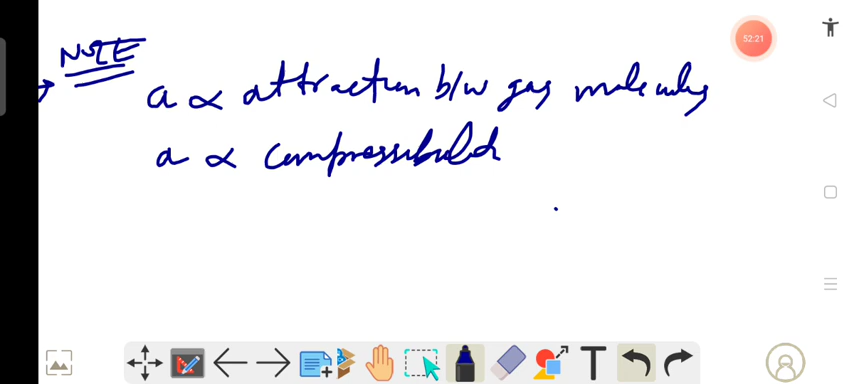 NOTE
52:21
→ a ∝ attraction b/w gas molecules
a ∝ compressibility
T